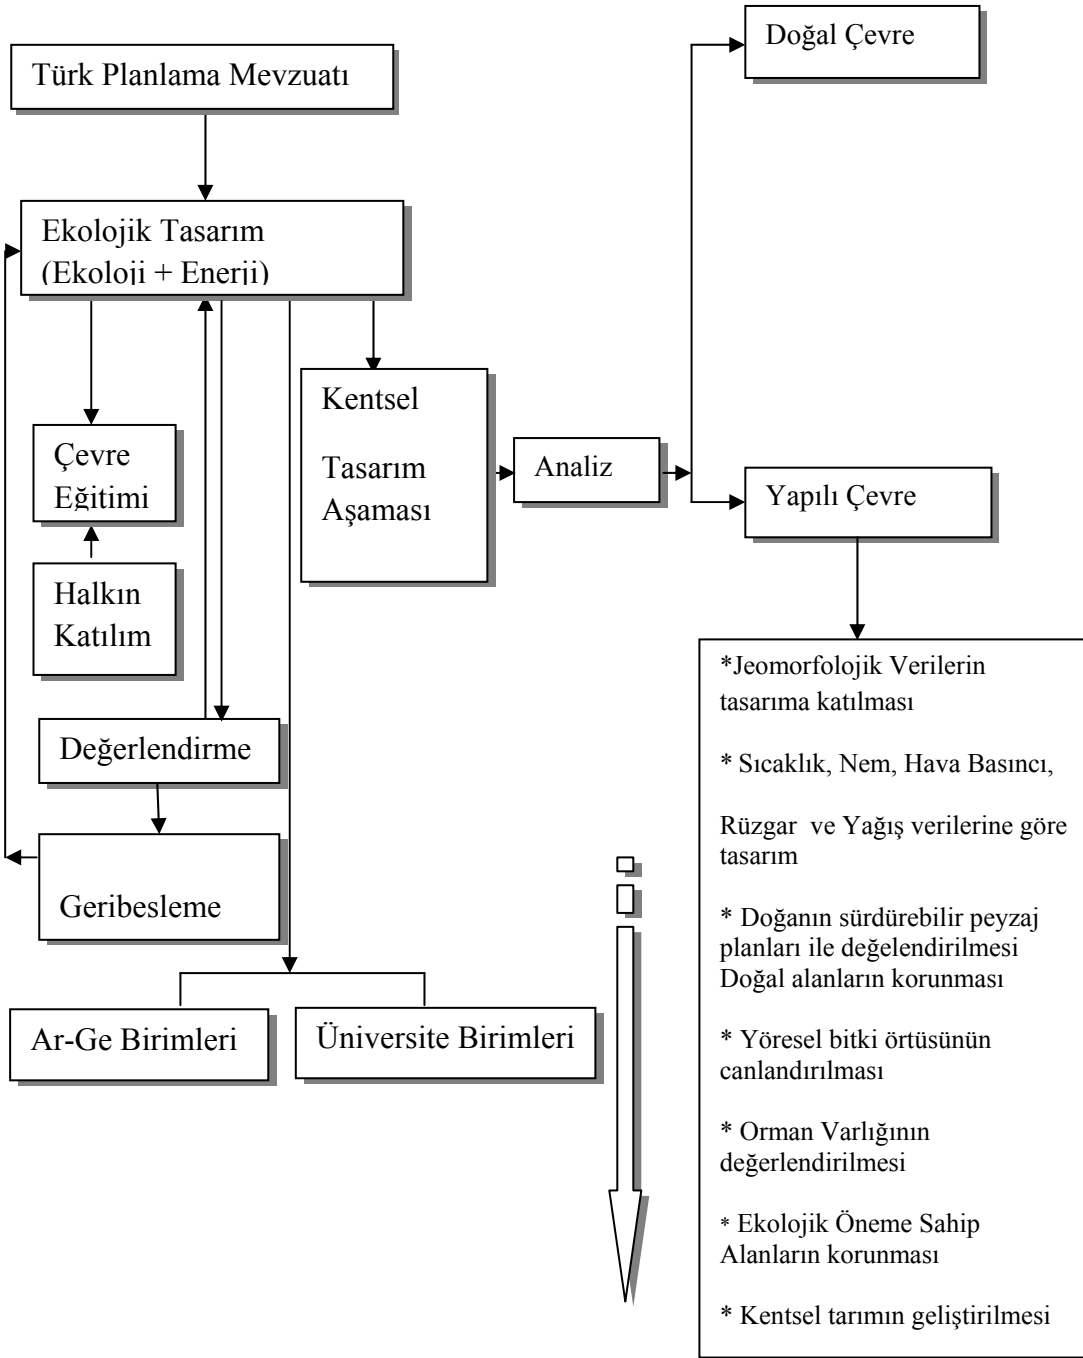 Türk Planlama Mevzuatı
Doğal Çevre
Ekolojik Tasarım
(Ekoloji + Enerji)
Kentsel
Tasarım
Aşaması
Analiz
Yapılı Çevre
Çevre
Eğitimi
Halkın
Katılım
Değerlendirme
Geribesleme
Ar-Ge Birimleri
Üniversite Birimleri
*Jeomorfolojik Verilerin
tasarıma katılması
* Sıcaklık, Nem, Hava Basıncı,
Rüzgar ve Yağış verilerine göre
tasarım
* Doğanın sürdürebilir peyzaj
planları ile değelendirilmesi
Doğal alanların korunması
* Yöresel bitki örtüsünün
canlandırılması
* Orman Varlığının
değerlendirilmesi
* Ekolojik Öneme Sahip
Alanların korunması
* Kentsel tarımın geliştirilmesi